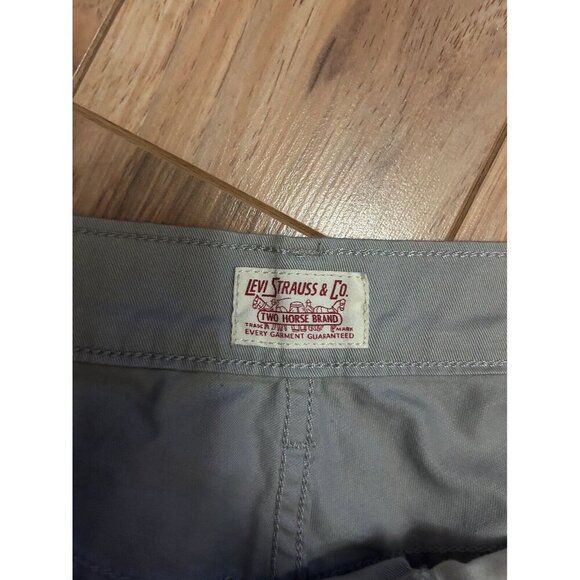 LEVI STRAUSS & CO.
TWO HORSE BRAND
TRADE MARK
EVERY GARMENT GUARANTEED